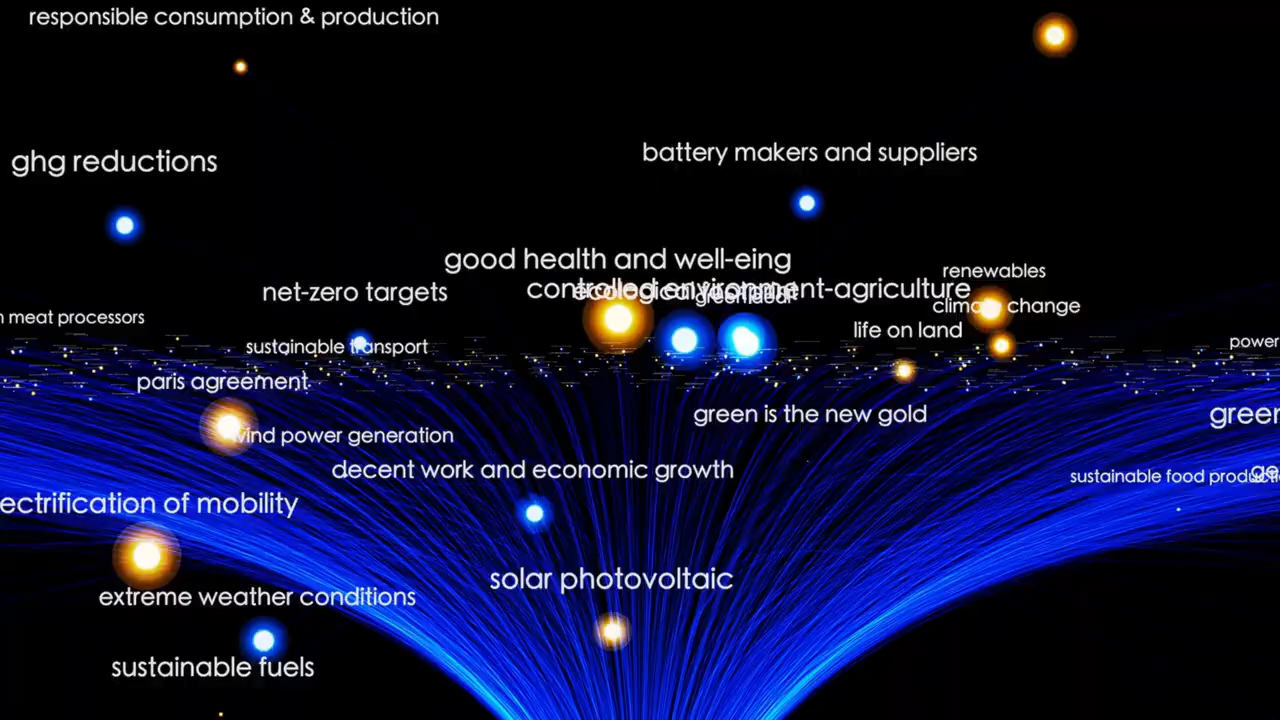 responsible consumption & production
ghg reductions
battery makers and suppliers
good health and well-eing
renewables
controlled environment-agriculture
net-zero targets
climate change
meat processors
life on land
power
sustainable transport
paris agreement
green is the new gold
green
wind power generation
decent work and economic growth
sustainable food
ectrification of mobility
solar photovoltaic
extreme weather conditions
sustainable fuels